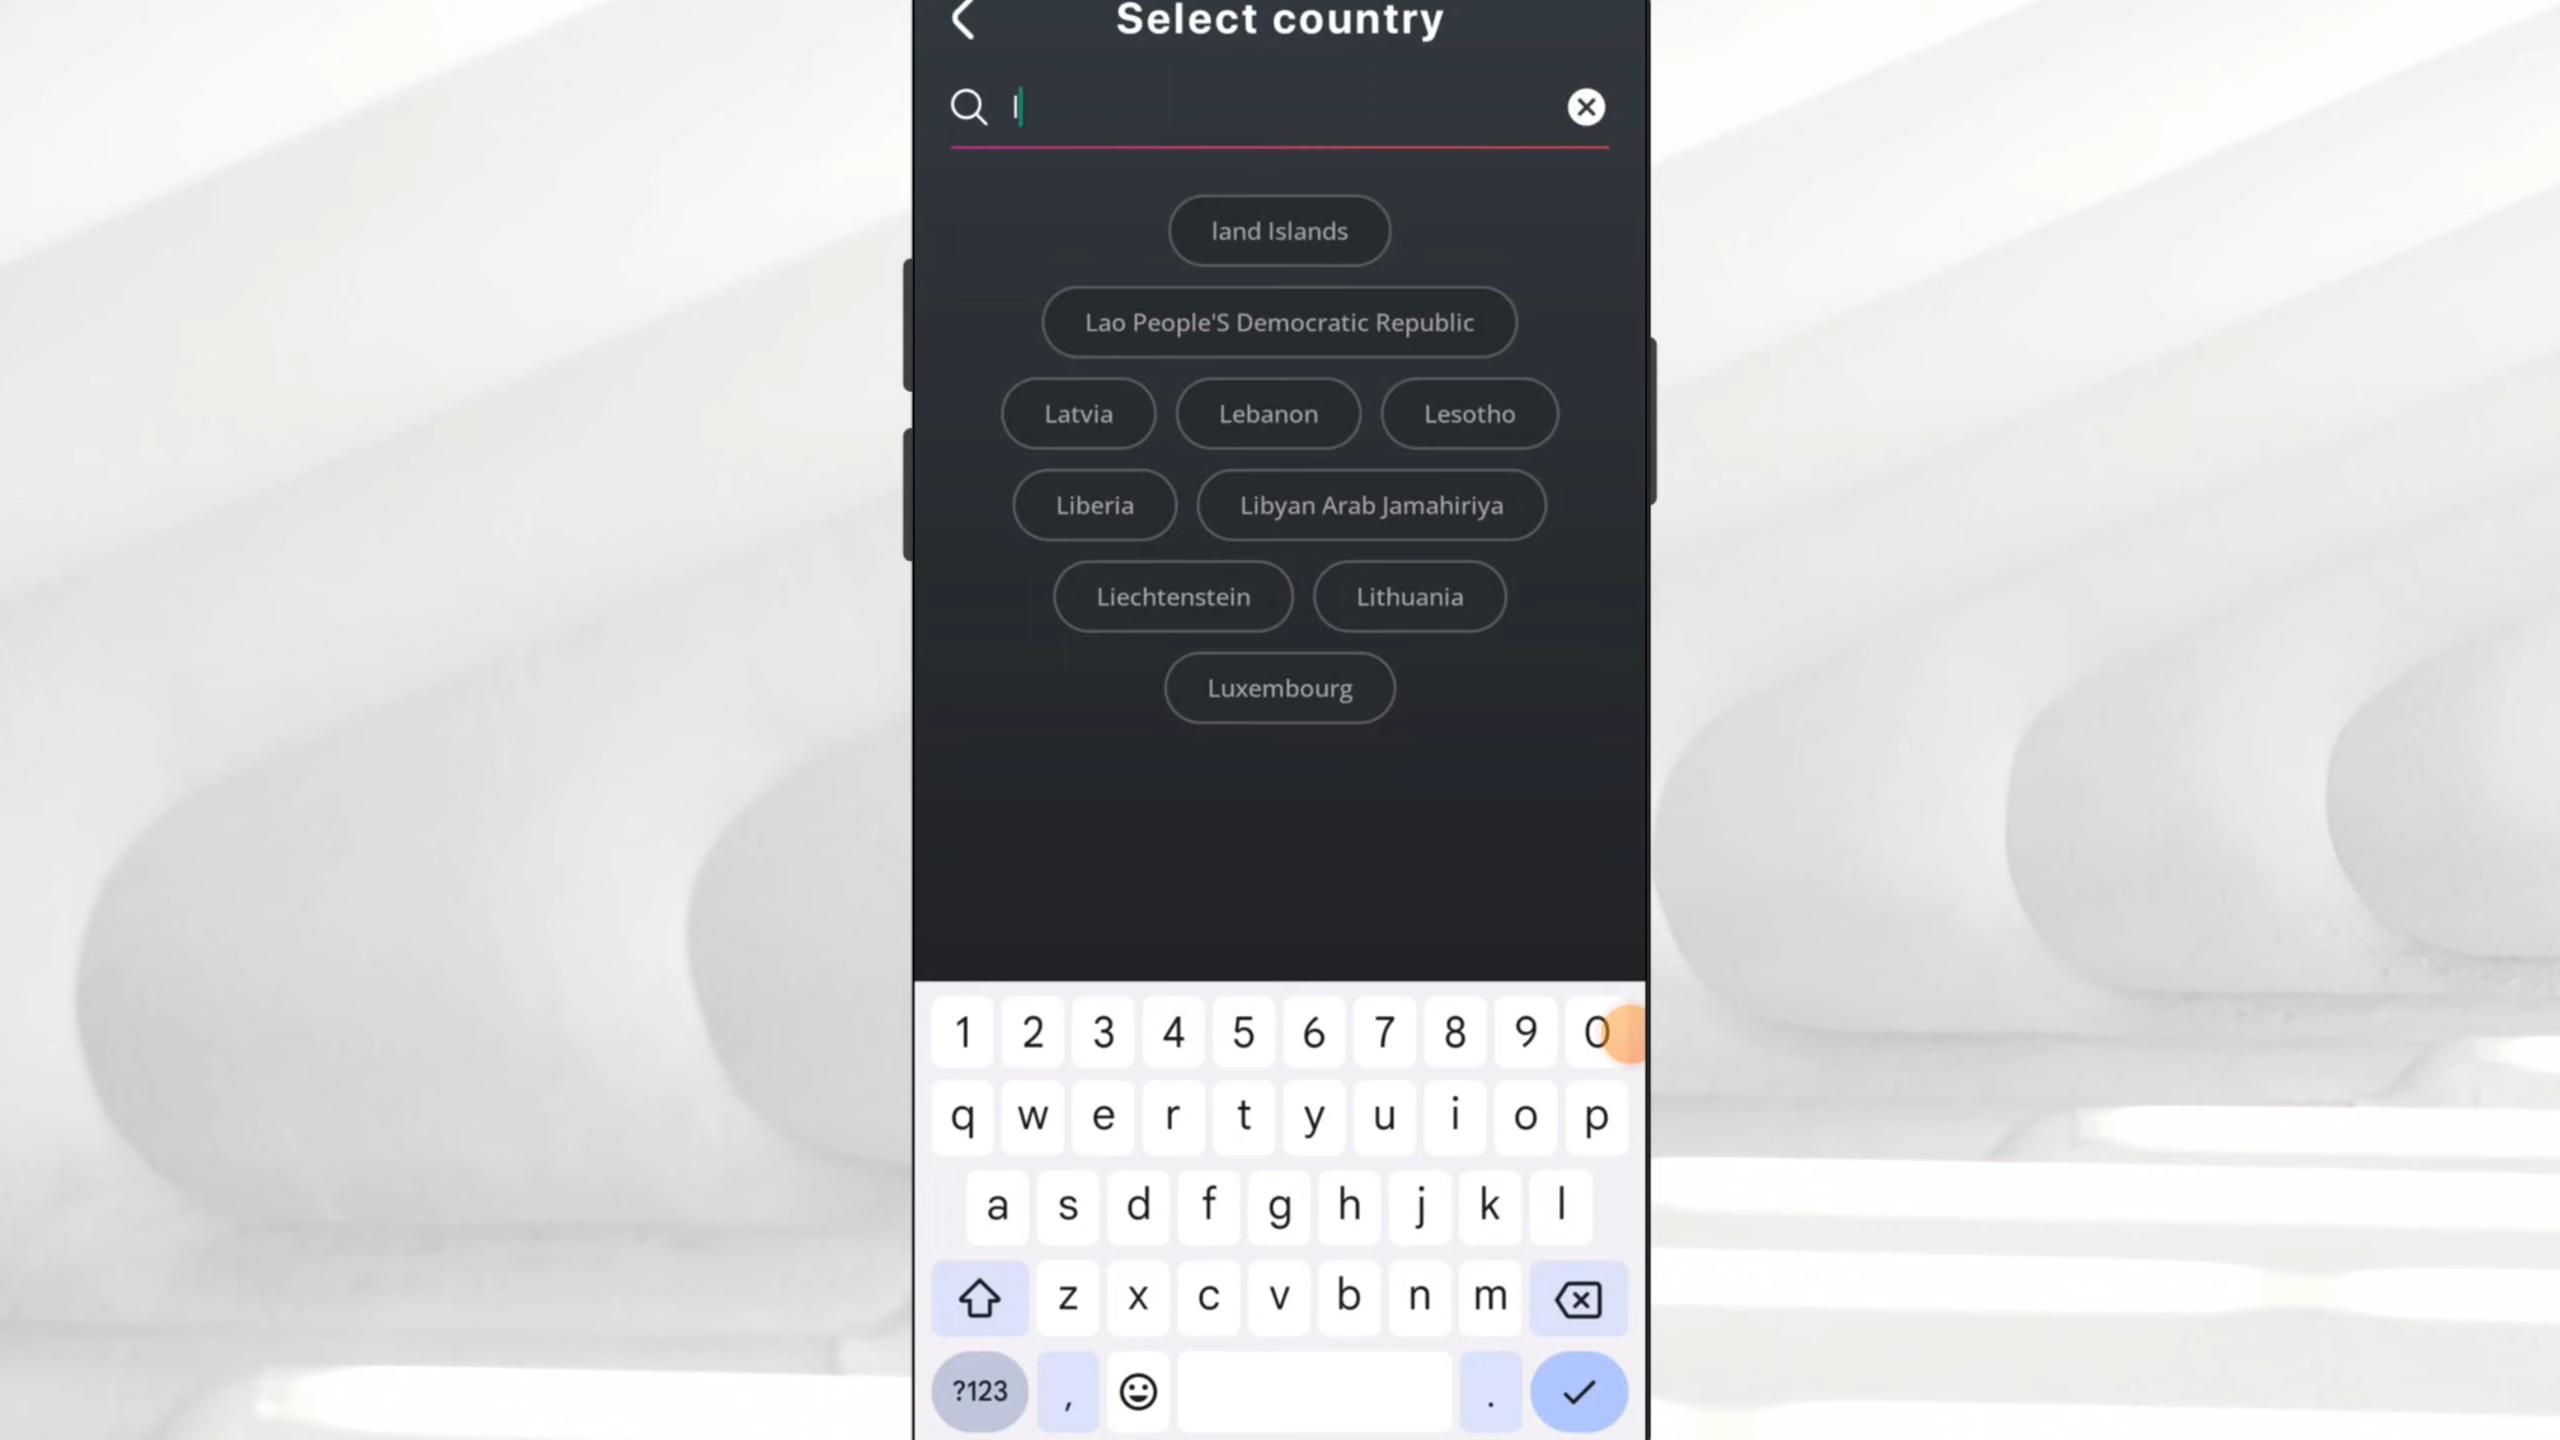 Select country
l
land Islands
Lao People'S Democratic Republic
Latvia Lebanon Lesotho
Liberia Libyan Arab Jamahiriya
Liechtenstein Lithuania
Luxembourg
1 2 3 4 5 6 7 8 9 0
q w e r t y u i o p
a s d f g h j k l
z x c v b n m
?123 , .